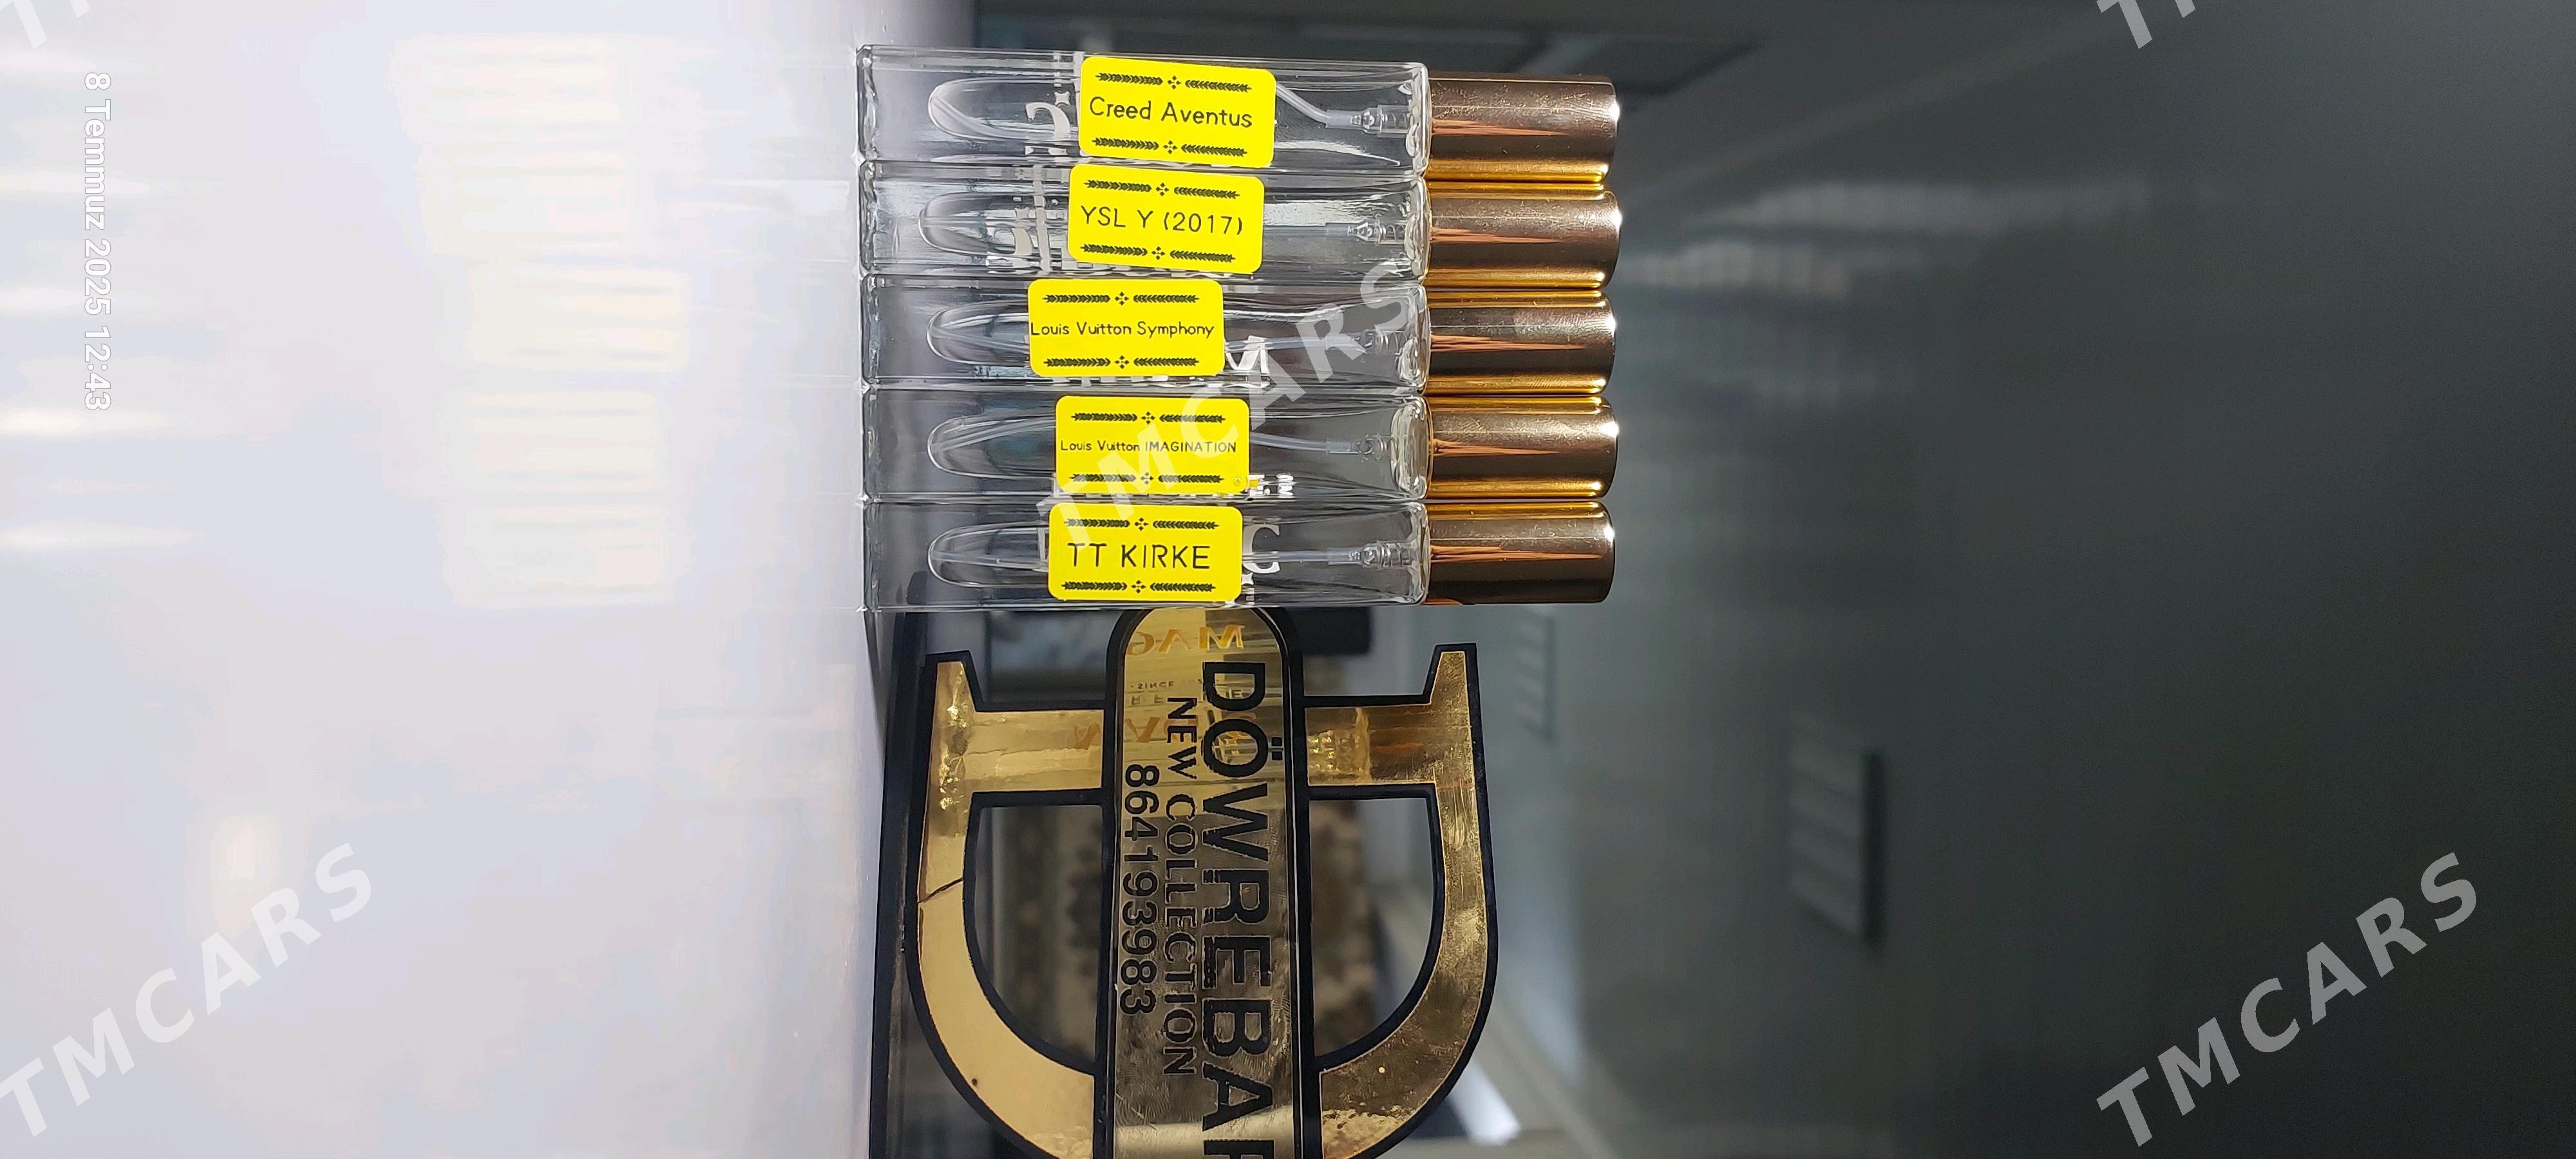 8 Temmuz 2025 12:43
Creed Aventus
YSL Y (2017)
Louis Vuitton Symphony
Louis Vuitton IMAGINATION
TT KIRKE
DÖWREBAP
NEW COLLECTION
864193983
TMCARS
TMCARS
TMCARS